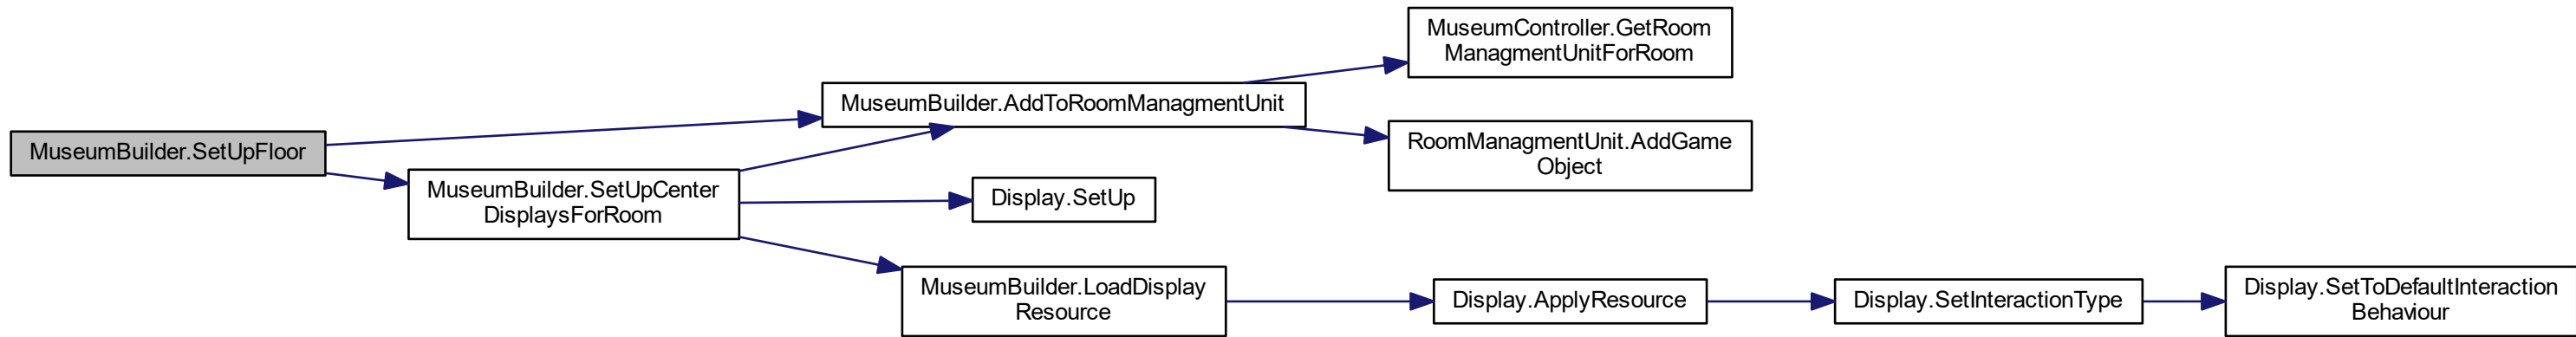 MuseumBuilder.SetUpFloor
MuseumBuilder.SetUpCenter
DisplaysForRoom
MuseumBuilder.AddToRoomManagmentUnit
Display.SetUp
MuseumBuilder.LoadDisplay
Resource
MuseumController.GetRoom
ManagmentUnitForRoom
RoomManagmentUnit.AddGame
Object
Display.ApplyResource
Display.SetInteractionType
Display.SetToDefaultInteraction
Behaviour